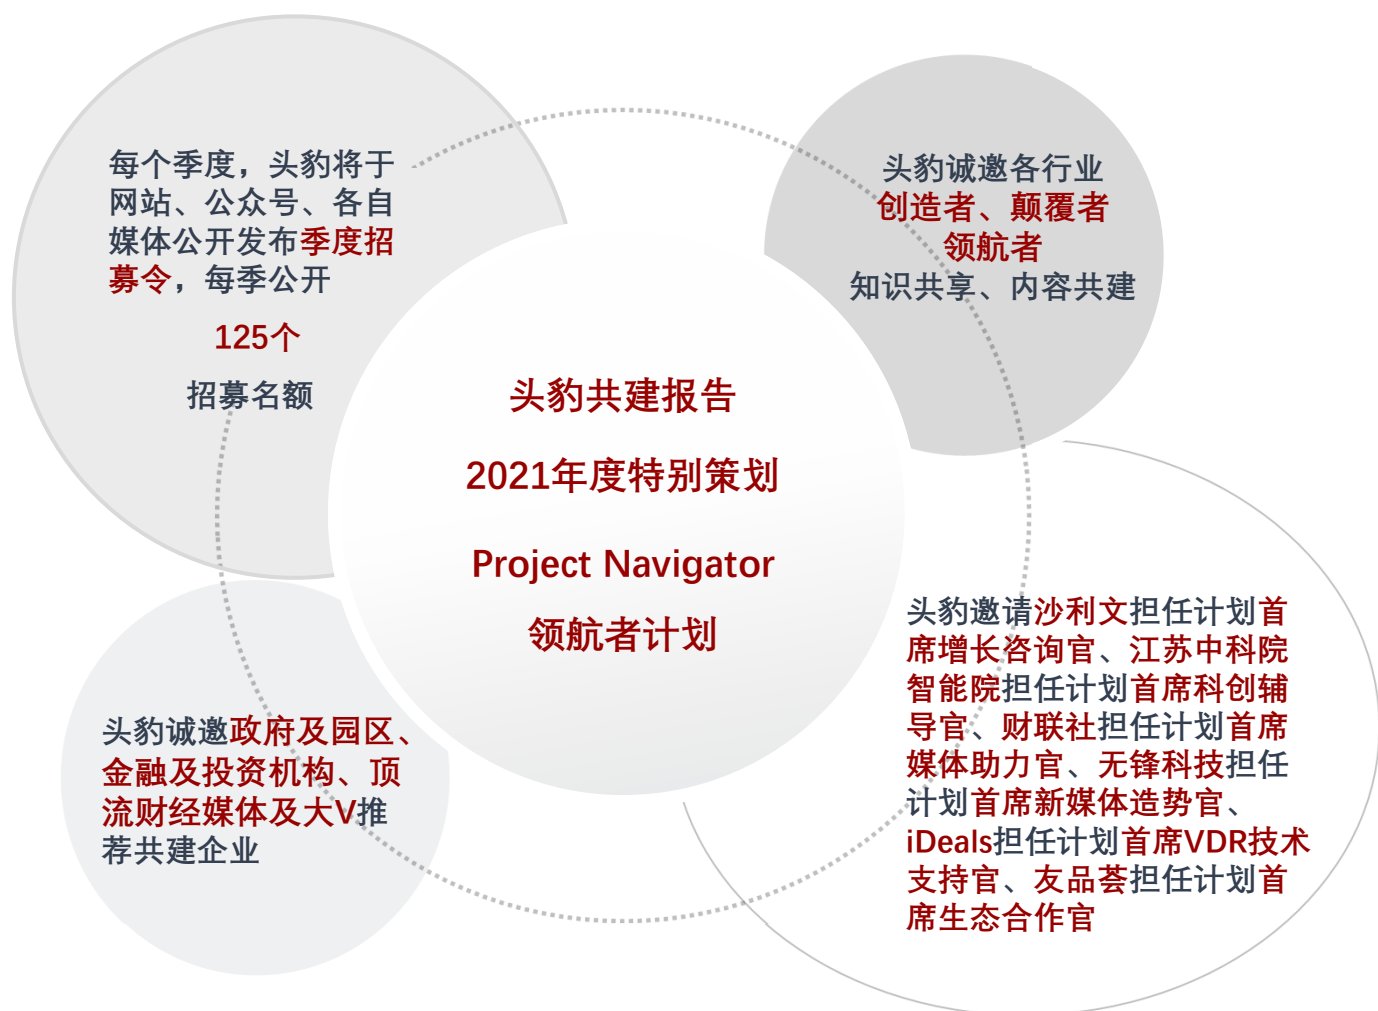 每个季度，头豹将于
网站、公众号、各自
媒体公开发布季度招
募令，每季公开
125个
招募名额
头豹诚邀各行业
创造者、颠覆者
领航者
知识共享、内容共建
头豹共建报告
2021年度特别策划
Project Navigator
领航者计划
头豹诚邀政府及园区、
金融及投资机构、顶
流财经媒体及大V推
荐共建企业
头豹邀请沙利文担任计划首
席增长咨询官、江苏中科院
智能院担任计划首席科创辅
导官、财联社担任计划首席
媒体助力官、无锋科技担任
计划首席新媒体造势官、
iDeals担任计划首席VDR技术
支持官、友品荟担任计划首
席生态合作官